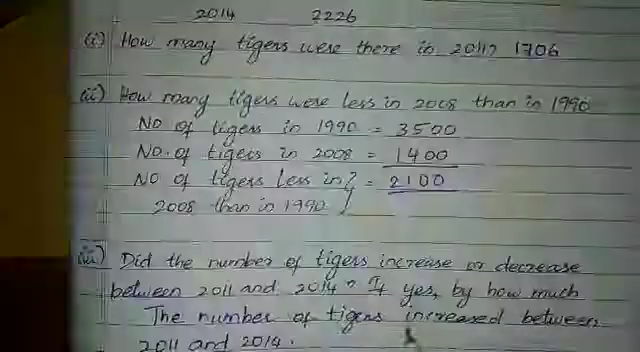 2014 2226
(i) How many tigers were there in 2011? 1706
(ii) How many tigers were less in 2008 than in 1990
No of tigers in 1990 = 3500
No. of tigers in 2008 = 1400
No of tigers less in } = 2100
2008 than in 1990
(iii) Did the number of tigers increase or decrease
between 2011 and 2014? If yes, by how much
The number of tigers increased between
2011 and 2014.